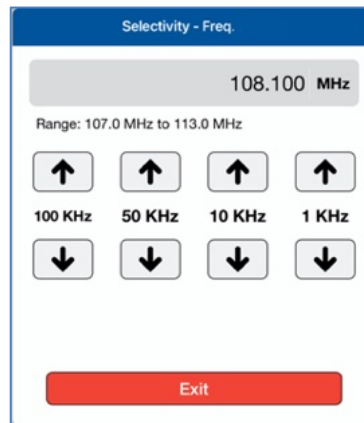 Selectivity - Freq.
108.100 MHz
Range: 107.0 MHz to 113.0 MHz
100 KHz 50 KHz 10 KHz 1 KHz
Exit